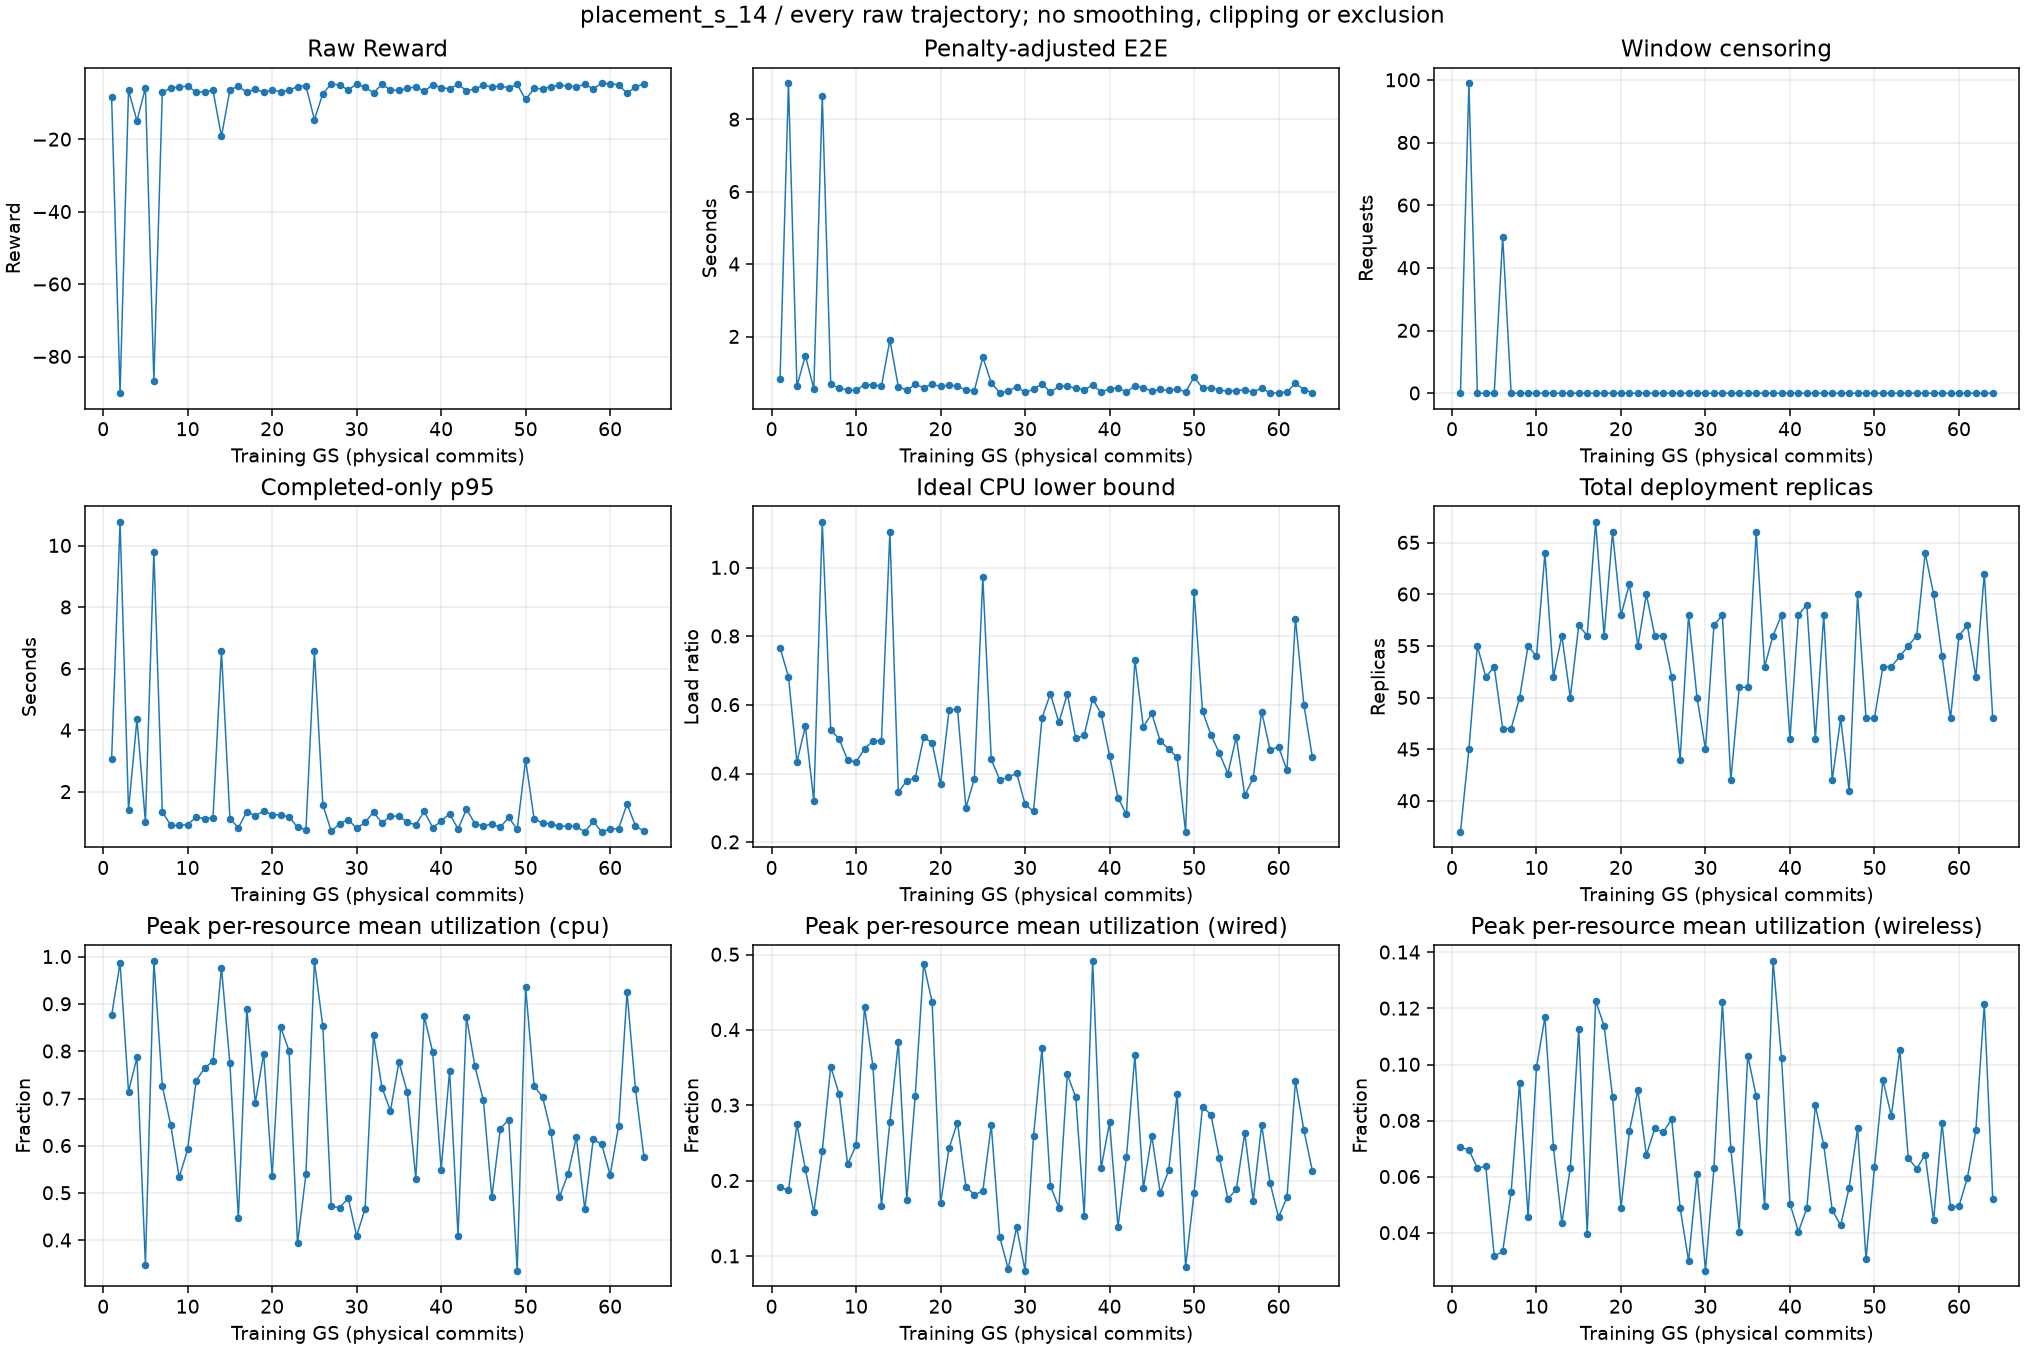 placement_s_14 / every raw trajectory; no smoothing, clipping or exclusion
Raw Reward
Reward
−20
−40
−60
−80
0 10 20 30 40 50 60
Training GS (physical commits)
Penalty-adjusted E2E
Seconds
8
6
4
2
0 10 20 30 40 50 60
Training GS (physical commits)
Window censoring
Requests
100
80
60
40
20
0
0 10 20 30 40 50 60
Training GS (physical commits)
Completed-only p95
Seconds
10
8
6
4
2
0 10 20 30 40 50 60
Training GS (physical commits)
Ideal CPU lower bound
Load ratio
1.0
0.8
0.6
0.4
0.2
0 10 20 30 40 50 60
Training GS (physical commits)
Total deployment replicas
Replicas
65
60
55
50
45
40
0 10 20 30 40 50 60
Training GS (physical commits)
Peak per-resource mean utilization (cpu)
Fraction
1.0
0.9
0.8
0.7
0.6
0.5
0.4
0 10 20 30 40 50 60
Training GS (physical commits)
Peak per-resource mean utilization (wired)
Fraction
0.5
0.4
0.3
0.2
0.1
0 10 20 30 40 50 60
Training GS (physical commits)
Peak per-resource mean utilization (wireless)
Fraction
0.14
0.12
0.10
0.08
0.06
0.04
0 10 20 30 40 50 60
Training GS (physical commits)